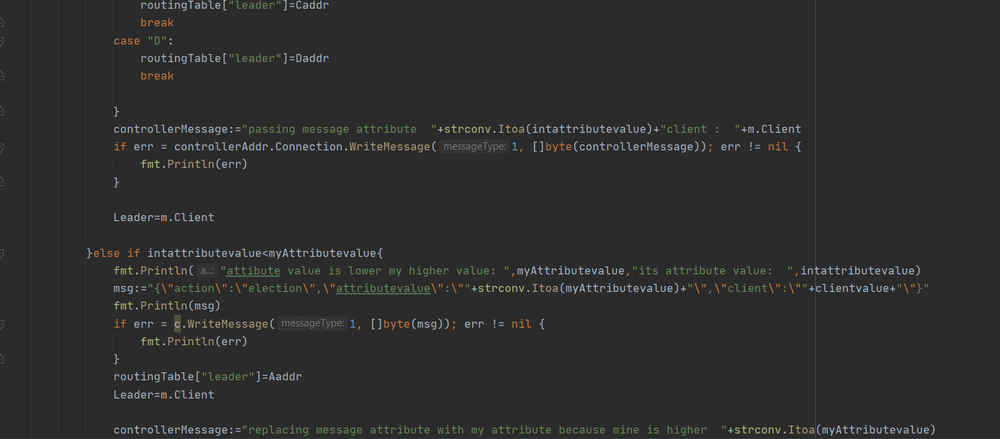 routingTable["leader"]=Caddr
break
case "D":
routingTable["leader"]=Daddr
break
}
controllerMessage:="passing message attribute  "+strconv.Itoa(intattributevalue)+"client :  "+m.Client
if err = controllerAddr.Connection.WriteMessage( messageType: 1, []byte(controllerMessage)); err != nil {
fmt.Println(err)
}
Leader=m.Client
}else if intattributevalue<myAttributevalue{
fmt.Println( a...: "attibute value is lower my higher value: ",myAttributevalue,"its attribute value:  ",intattributevalue)
msg:="{\"action\":\"election\",\"attributevalue\":\""+strconv.Itoa(myAttributevalue)+"\",\"client\":\""+clientvalue+"\"}"
fmt.Println(msg)
if err = c.WriteMessage( messageType: 1, []byte(msg)); err != nil {
fmt.Println(err)
}
routingTable["leader"]=Aaddr
Leader=m.Client
controllerMessage:="replacing message attribute with my attribute because mine is higher  "+strconv.Itoa(myAttributevalue)